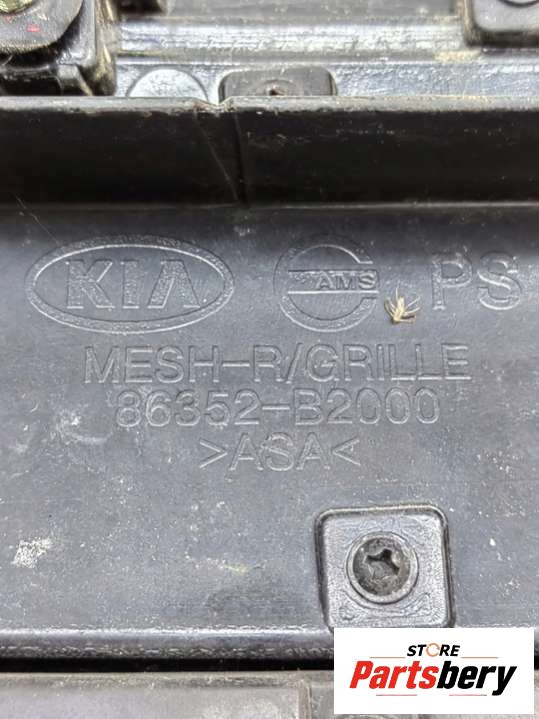 KIA AMS PS
MESH-R/GRILLE
86352-B2000
>ASA<
STORE
Partsbery